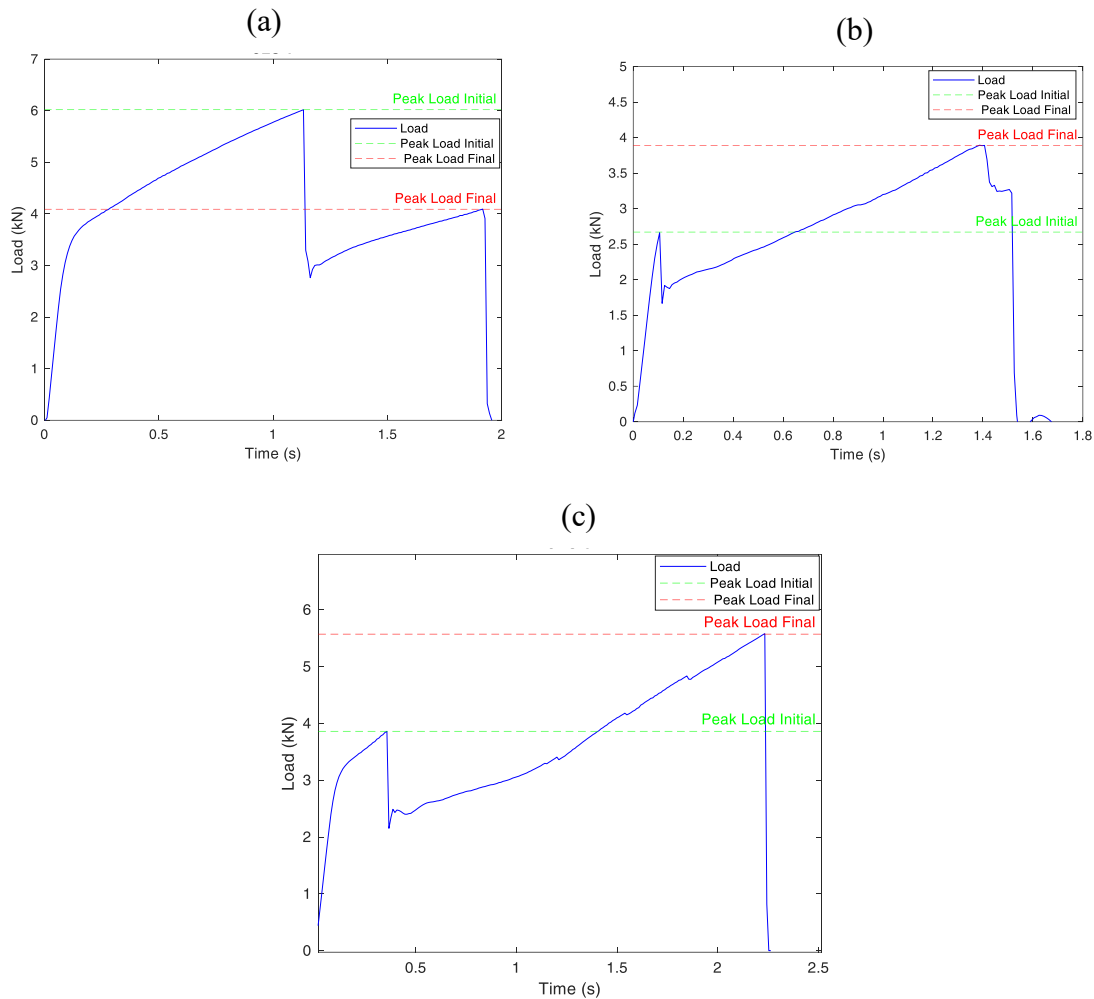 (a)
7
6
5
4
3
2
1
0
Load (kN)
Peak Load Initial
Load
Peak Load Initial
Peak Load Final
Peak Load Final
0
0.5
1
1.5
2
Time (s)
(b)
5
4.5
4
3.5
3
2.5
2
1.5
1
0.5
0
Load (kN)
Load
Peak Load Initial
Peak Load Final
Peak Load Final
Peak Load Initial
0
0.2
0.4
0.6
0.8
1
1.2
1.4
1.6
1.8
Time (s)
(c)
6
5
4
3
2
1
0
Load (kN)
Load
Peak Load Initial
Peak Load Final
Peak Load Final
Peak Load Initial
0.5
1
1.5
2
2.5
Time (s)